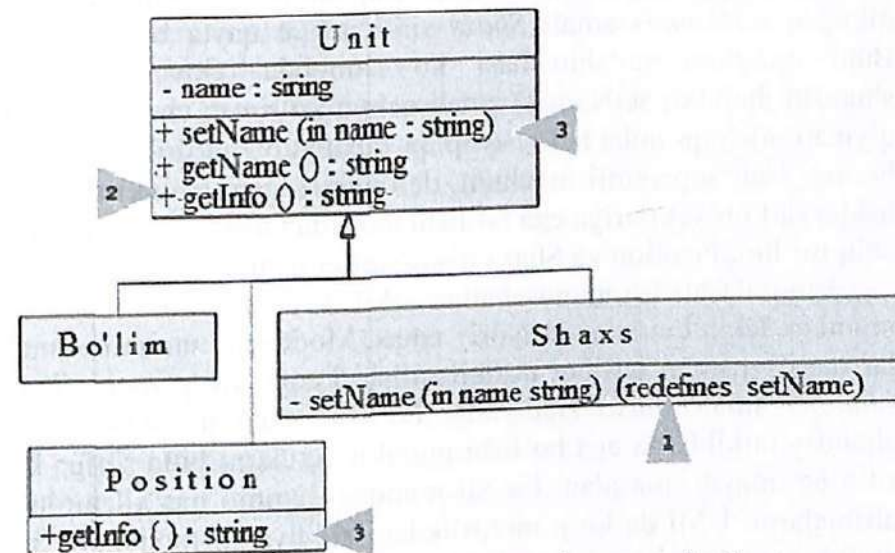 Unit
- name : string
+ setName (in name : string)
3
+ getName () : string
2
+ getInfo () : string
Bo'lim
Shaxs
- setName (in name string) (redefines setName)
1
Position
+getInfo () : string
3